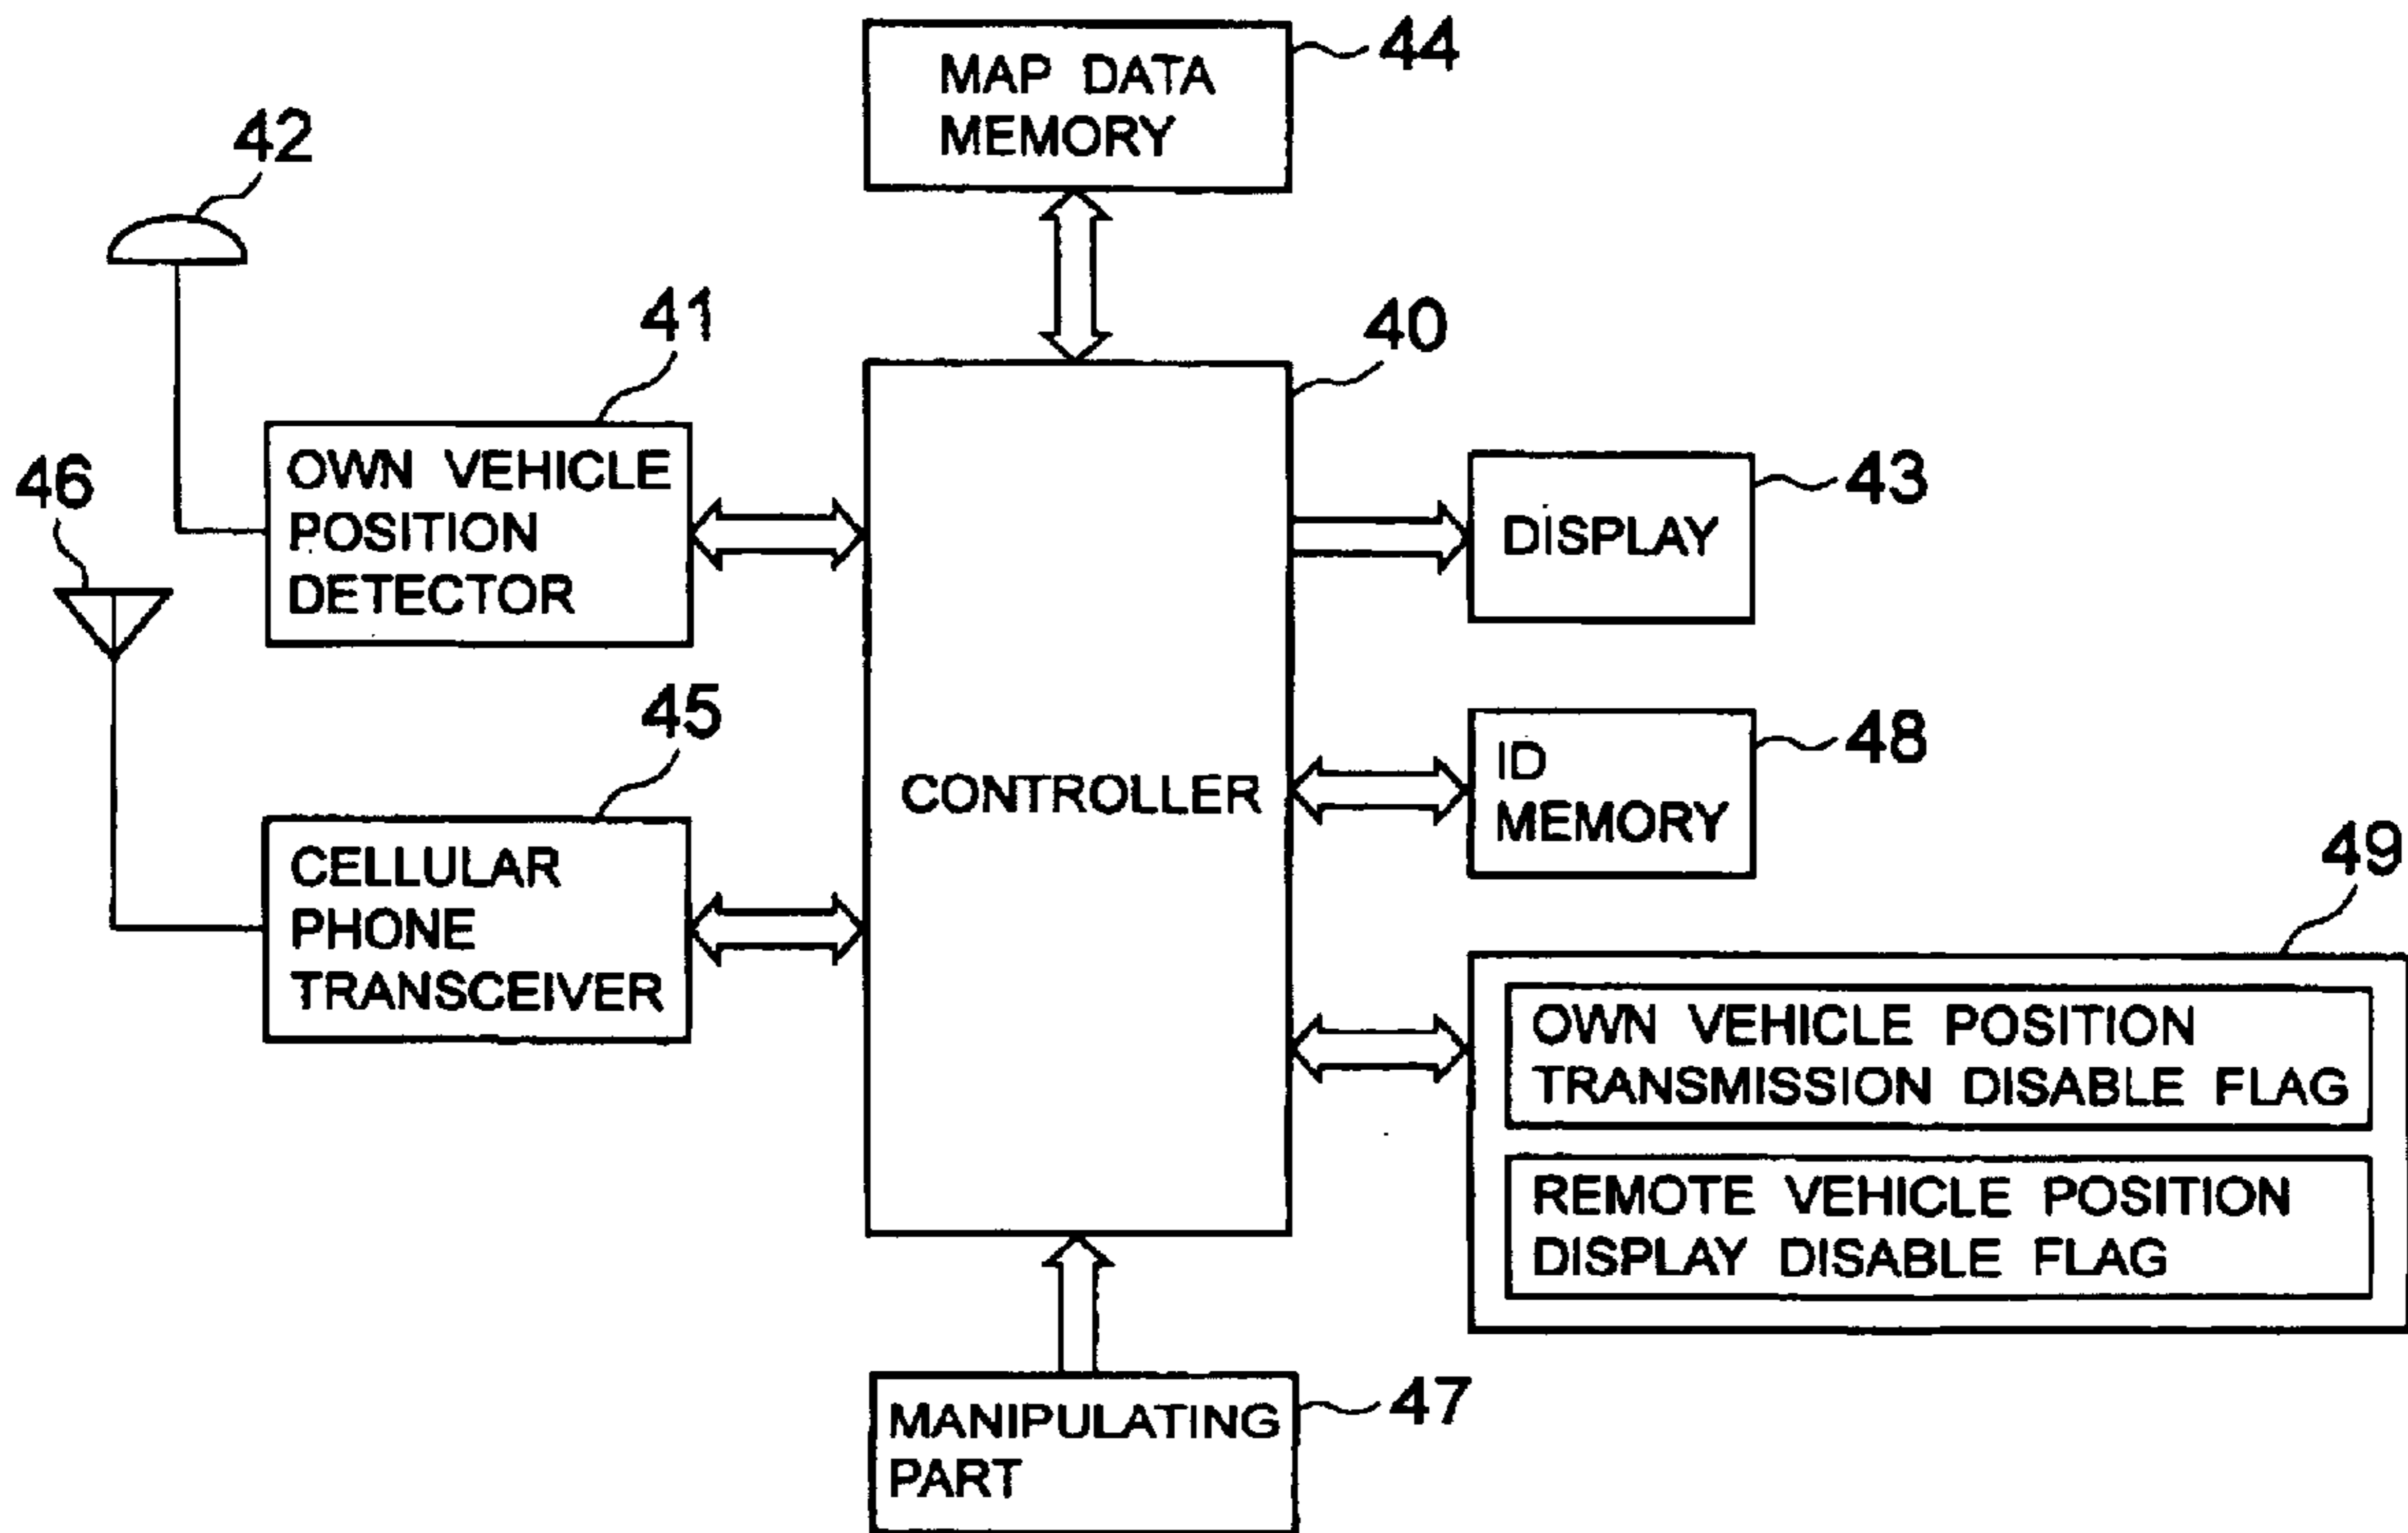 44
MAP DATA
MEMORY
42
41
40
OWN VEHICLE
POSITION
DETECTOR
46
43
DISPLAY
45
48
ID
MEMORY
CONTROLLER
CELLULAR
PHONE
TRANSCEIVER
49
OWN VEHICLE POSITION
TRANSMISSION DISABLE FLAG
REMOTE VEHICLE POSITION
DISPLAY DISABLE FLAG
47
MANIPULATING
PART